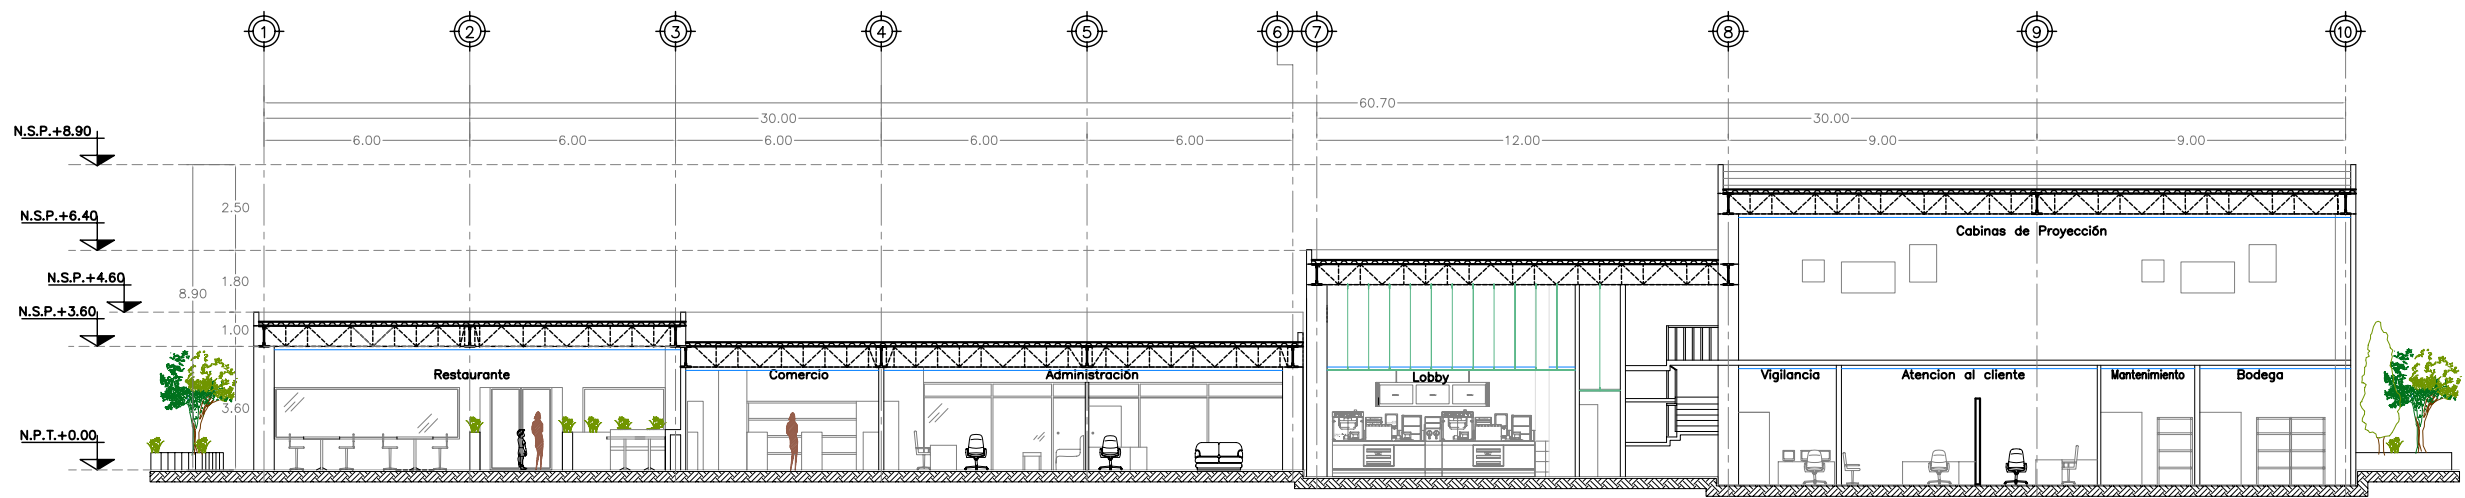 1 2 3 4 5 6 7 8 9 10
60.70
30.00 30.00
6.00 6.00 6.00 6.00 6.00 12.00 9.00 9.00
N.S.P.+8.90
2.50
N.S.P.+6.40
Cabinas de Proyección
N.S.P.+4.60
1.80
8.90
N.S.P.+3.60
1.00
Restaurante Comercio Administración Lobby Vigilancia Atencion al cliente Mantenimiento Bodega
3.60
N.P.T.+0.00